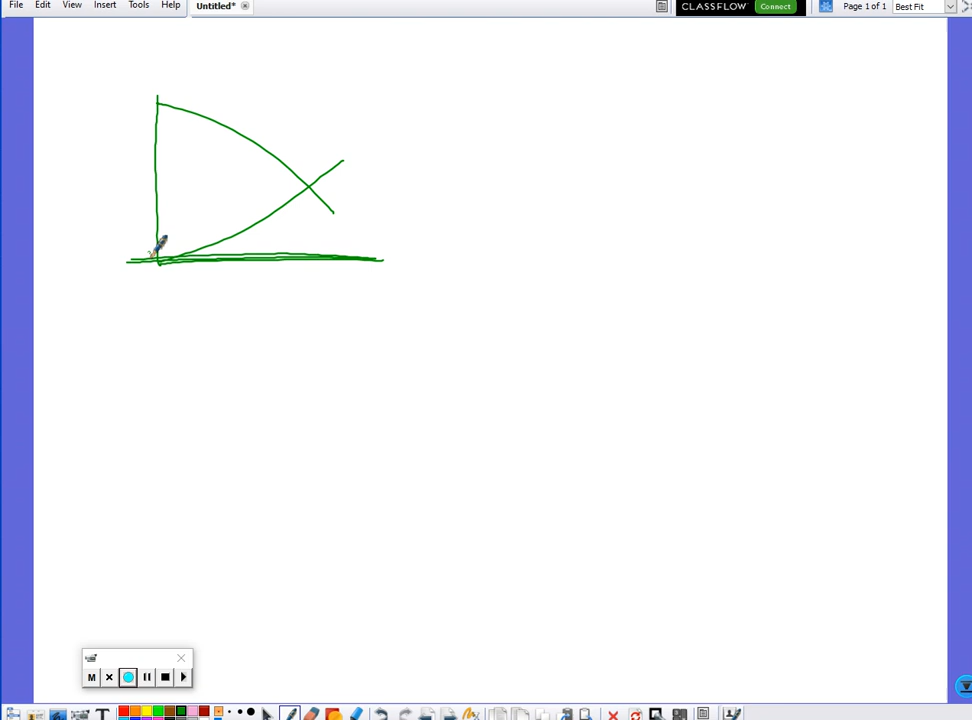 File Edit View Insert Tools Help Untitled* CLASSFLOW Connect Page 1 of 1 Best Fit
M
T